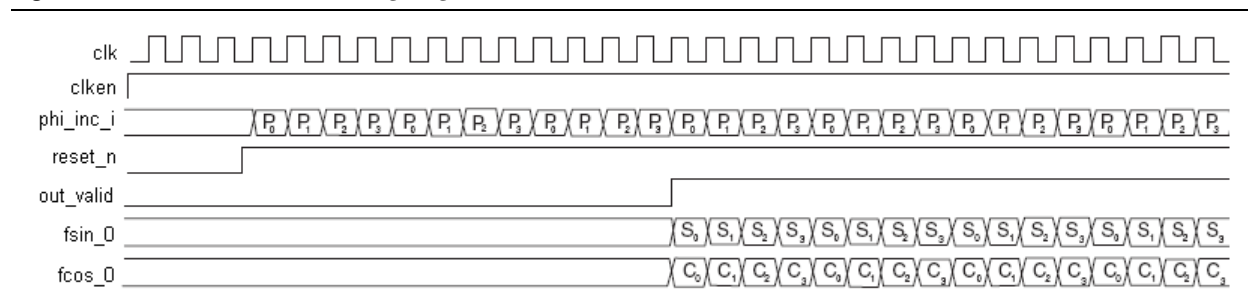 clk
clken
phi_inc_i P₀ P₁ P₂ P₃ P₀ P₁ P₂ P₃ P₀ P₁ P₂ P₃ P₀ P₁ P₂ P₃ P₀ P₁ P₂ P₃ P₀ P₁ P₂ P₃ P₀ P₁ P₂ P₃
reset_n
out_valid
fsin_0 S₀ S₁ S₂ S₃ S₀ S₁ S₂ S₃ S₀ S₁ S₂ S₃ S₀ S₁ S₂ S₃
fcos_0 C₀ C₁ C₂ C₃ C₀ C₁ C₂ C₃ C₀ C₁ C₂ C₃ C₀ C₁ C₂ C₃